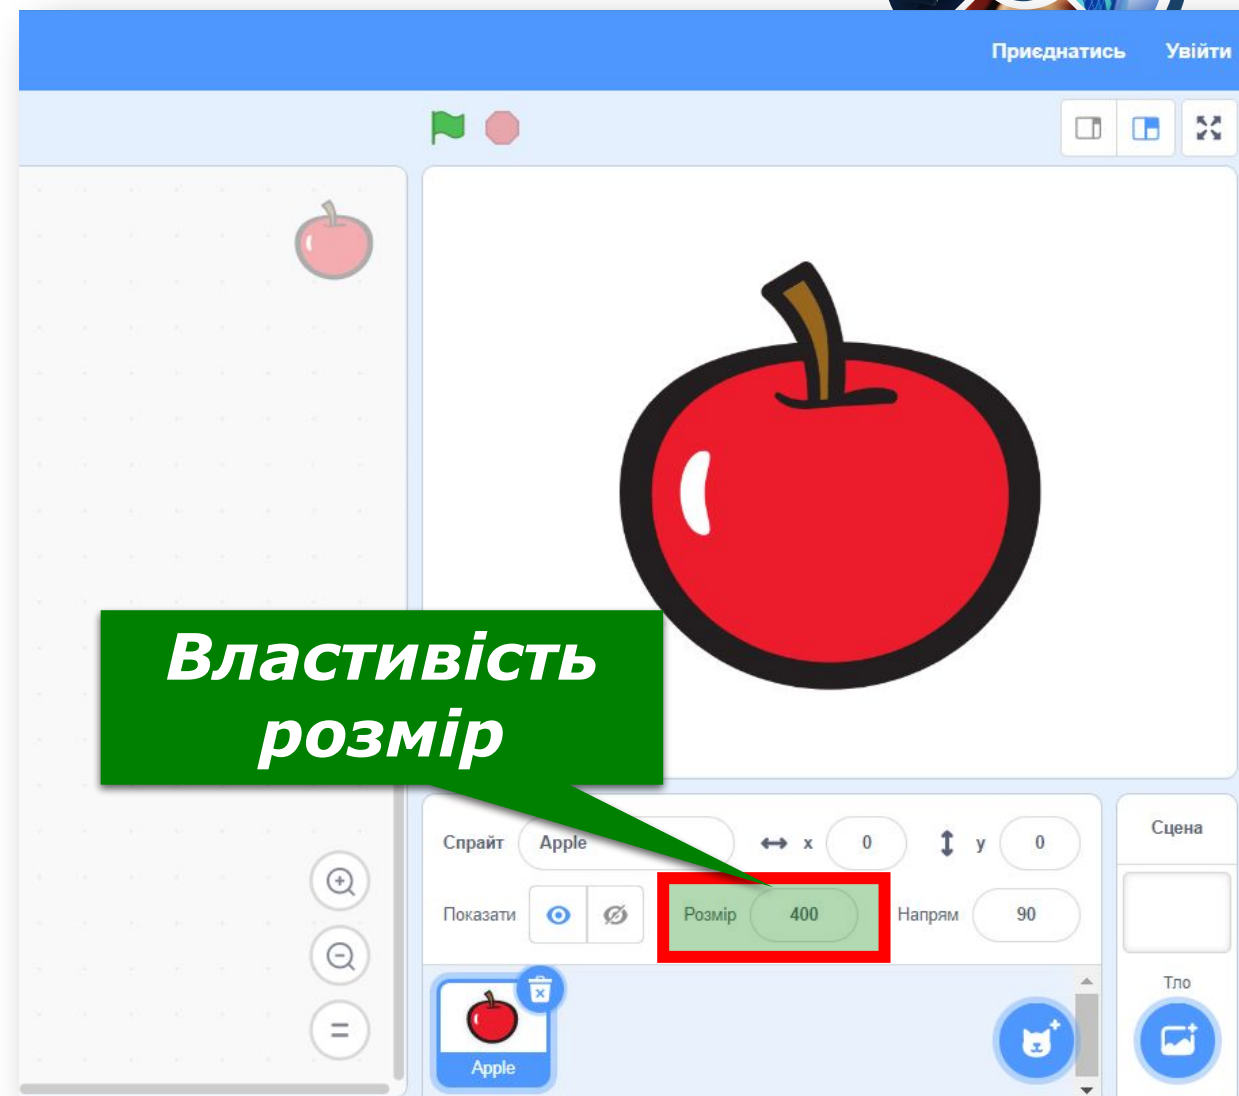 Приєднатись Увійти
Властивість
розмір
Спрайт Apple x 0 y 0
Сцена
Показати Розмір 400 Напрям 90
Тло
Apple